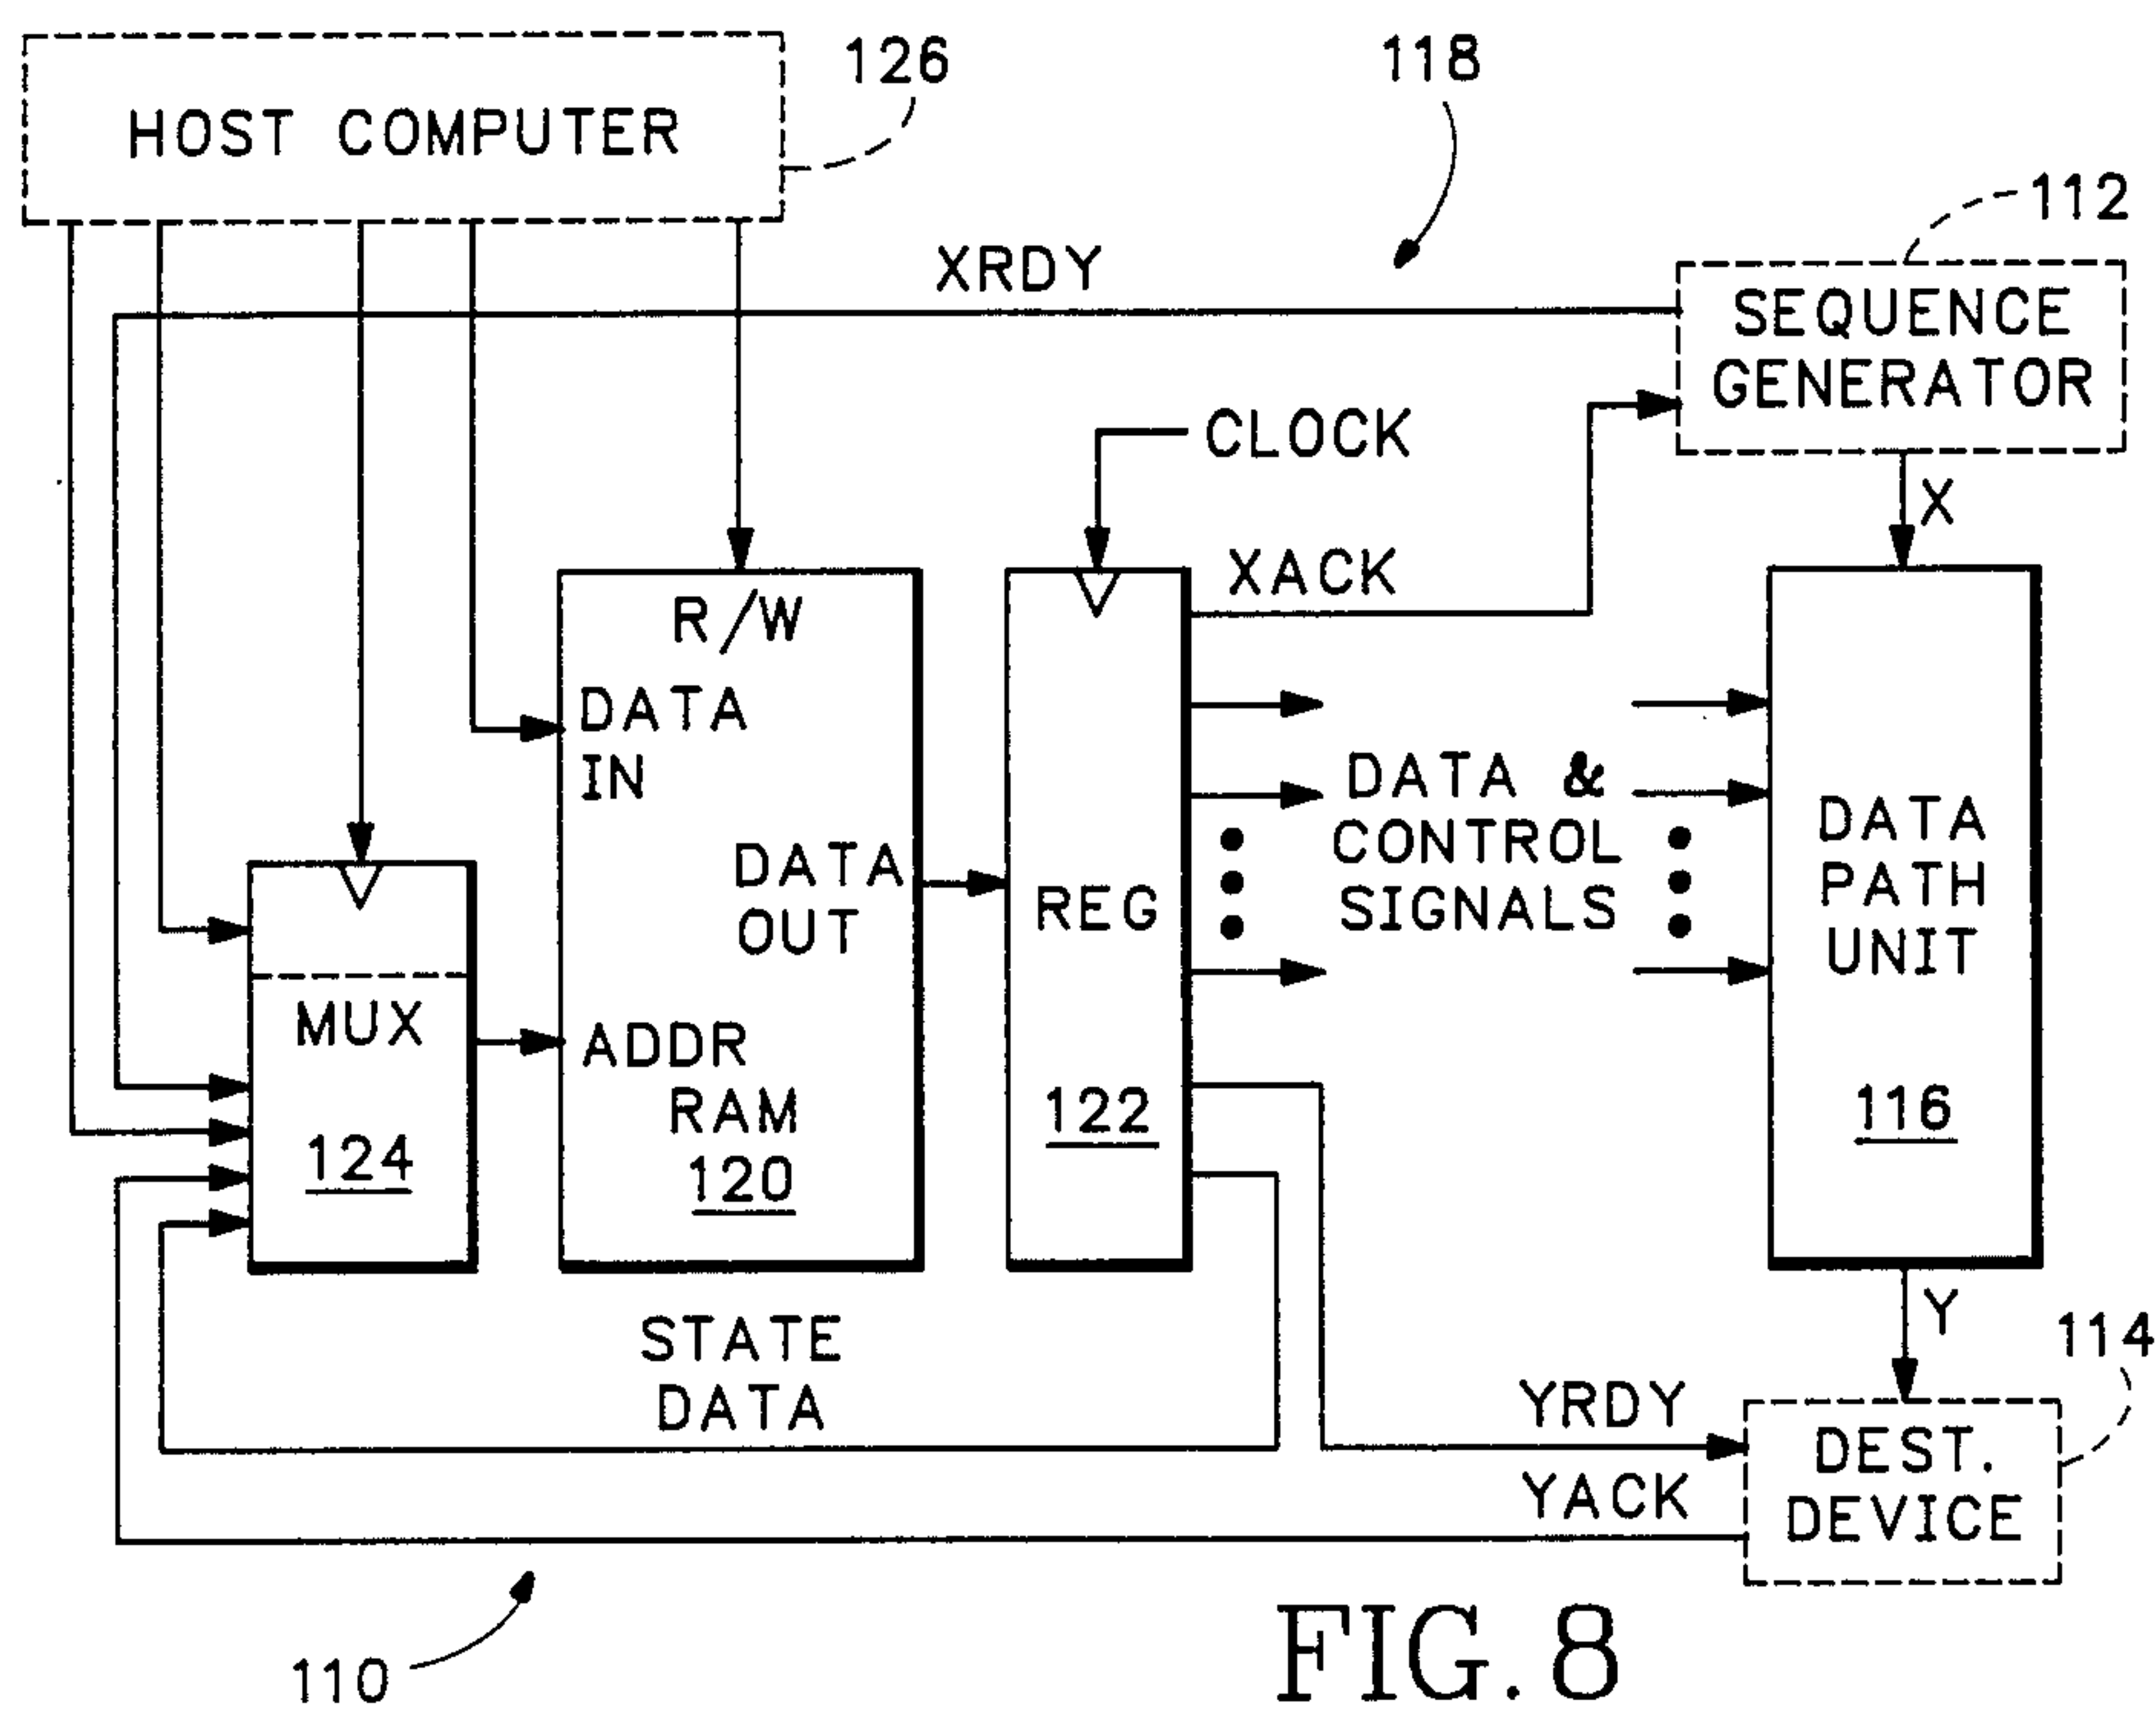 HOST COMPUTER
126
118
112
XRDY
SEQUENCE
GENERATOR
CLOCK
X
XACK
R/W
DATA
IN
DATA
OUT
REG
DATA &
CONTROL
SIGNALS
DATA
PATH
UNIT
MUX
ADDR
RAM
124
120
122
116
STATE
DATA
Y
114
YRDY
YACK
DEST.
DEVICE
110
FIG. 8